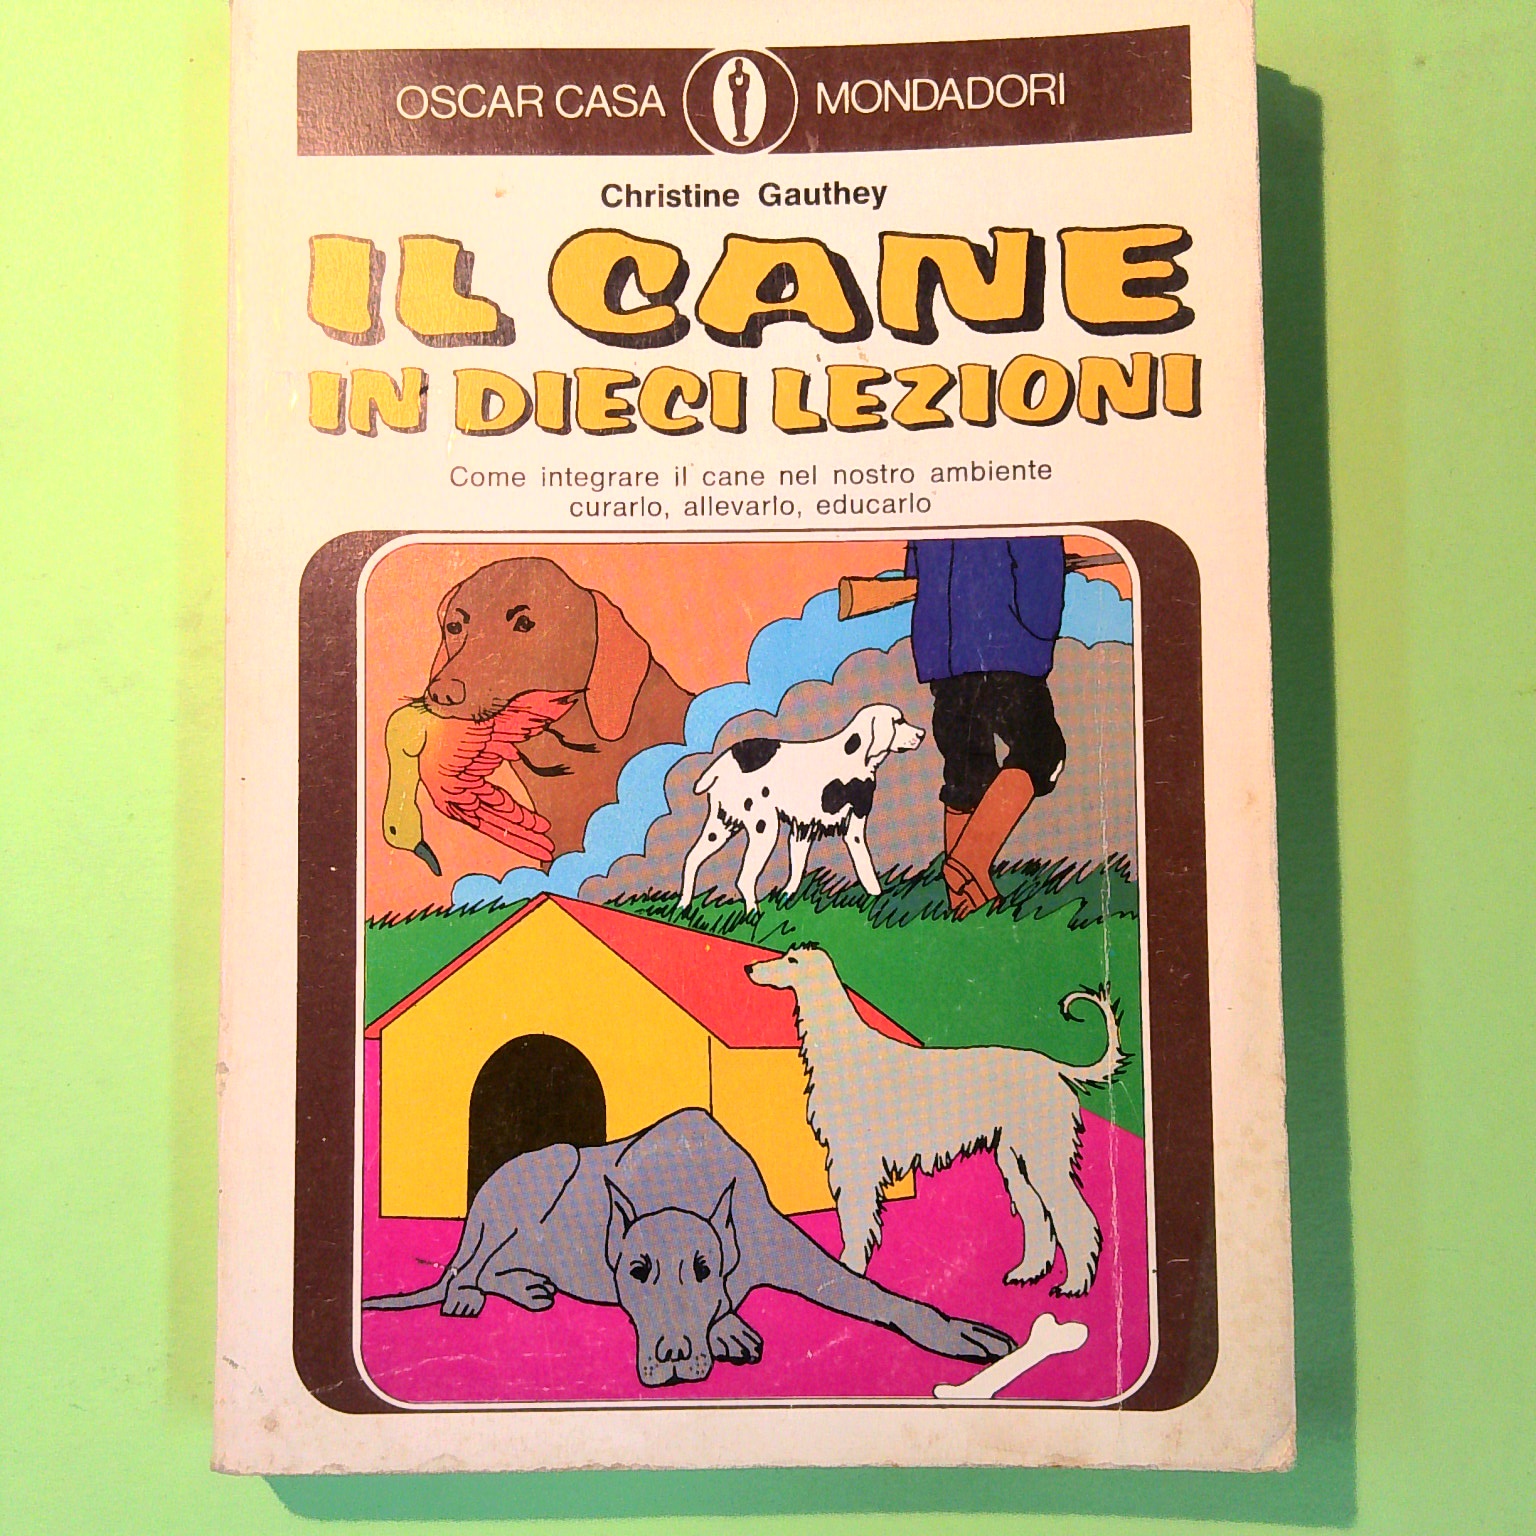 OSCAR CASA MONDADORI
Christine Gauthey
IL CANE
IN DIECI LEZIONI
Come integrare il cane nel nostro ambiente
curarlo, allevarlo, educarlo